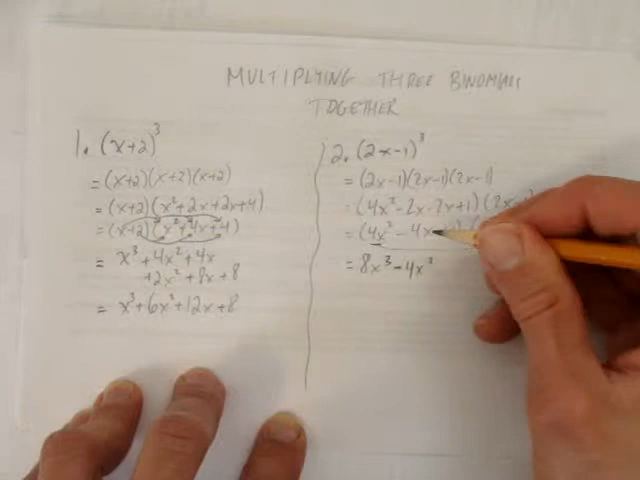 MULTIPLYING THREE BINOMIALS
TOGETHER
1. (x+2)³
= (x+2)(x+2)(x+2)
= (x+2)(x²+2x+2x+4)
= (x+2)(x²+4x+4)
= x³+4x²+4x
+2x²+8x+8
= x³+6x²+12x+8
2. (2x-1)³
= (2x-1)(2x-1)(2x-1)
= (4x²-2x-2x+1)(2x-1)
= (4x²-4x
= 8x³-4x²